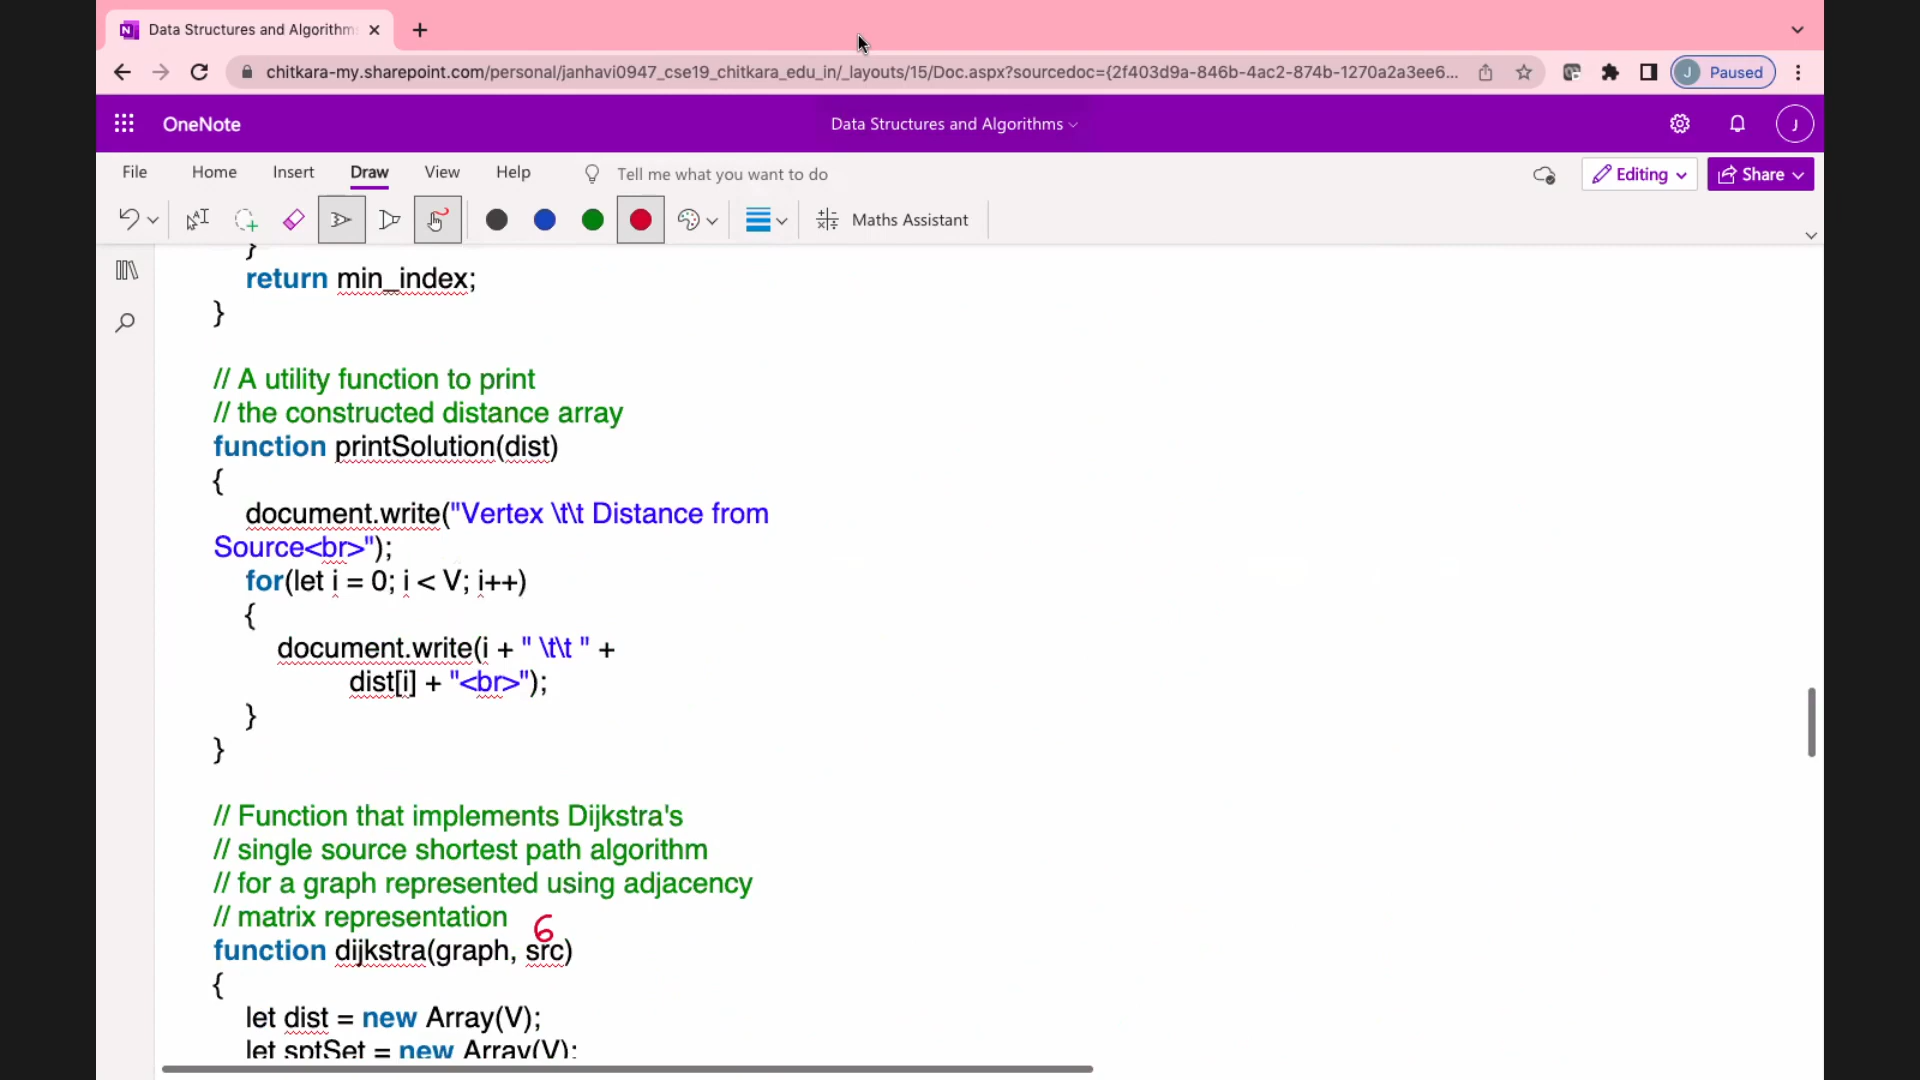 Data Structures and Algorithm
chitkara-my.sharepoint.com/personal/janhavi0947_cse19_chitkara_edu_in/_layouts/15/Doc.aspx?sourcedoc={2f403d9a-846b-4ac2-874b-1270a2a3ee6...
J Paused
OneNote
Data Structures and Algorithms
J
File Home Insert Draw View Help Tell me what you want to do
Editing Share
Maths Assistant
}
return min_index;
}
// A utility function to print
// the constructed distance array
function printSolution(dist)
{
document.write("Vertex \t\t Distance from
Source<br>");
for(let i = 0; i < V; i++)
{
document.write(i + " \t\t " +
dist[i] + "<br>");
}
}
// Function that implements Dijkstra's
// single source shortest path algorithm
// for a graph represented using adjacency
// matrix representation
6
function dijkstra(graph, src)
{
let dist = new Array(V);
let sptSet = new Array(V);